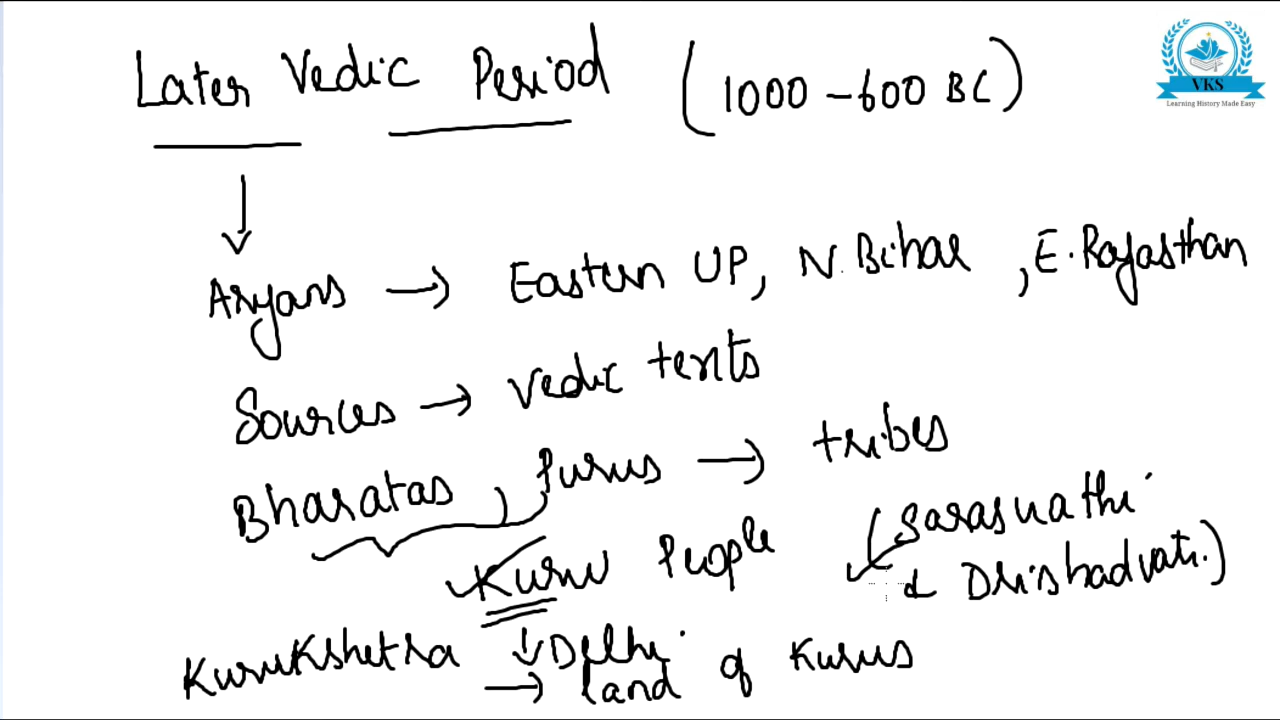 Later Vedic Period (1000 - 600 BC)
VKS
Learning History Made Easy
Aryans → Eastern UP, N. Bihar, E. Rajasthan
Sources → Vedic texts
Bharatas, Purus → tribes
Kuru People (Saraswathi
& Drishadvati.)
↓ Delhi
Kurukshetra → land of Kurus